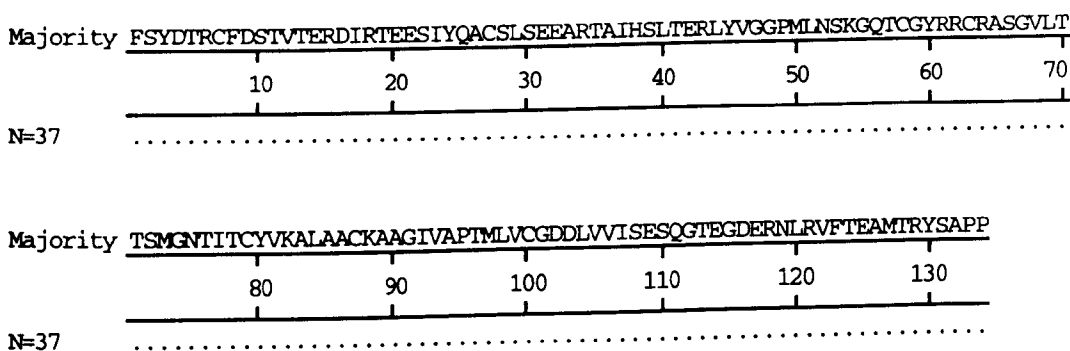 Majority FSYDTRCFDSTVTERDIRTEESIYQACSLSEEARTAIHSLTERLYVGGPMLNSKGQTCGYRRCRASGVLT
10 20 30 40 50 60 70
N=37 ......................................................................
Majority TSMGNTITCYVKALAACKAAGIVAPTMLVCGDDLVVISESQGTEGDERNLRVFTEAMTRYSAPP
80 90 100 110 120 130
N=37 ................................................................